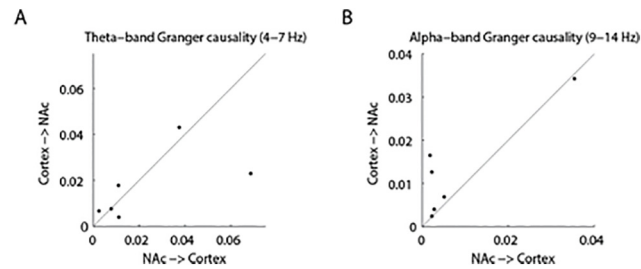 A
Theta-band Granger causality (4-7 Hz)
Cortex -> NAc
0.06
0.04
0.02
0
0
0.02
0.04
0.06
NAc -> Cortex
B
Alpha-band Granger causality (9-14 Hz)
Cortex -> NAc
0.04
0.03
0.02
0.01
0
0
0.02
0.04
NAc -> Cortex